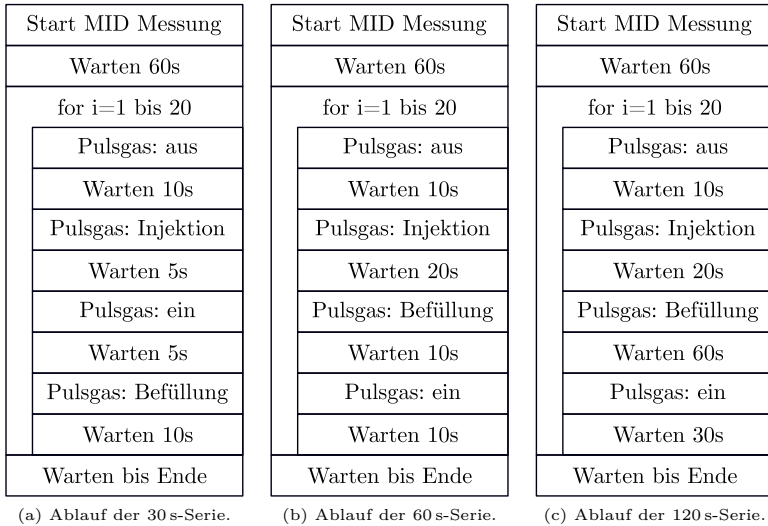 Start MID Messung
Warten 60s
for i=1 bis 20
Pulsgas: aus
Warten 10s
Pulsgas: Injektion
Warten 5s
Pulsgas: ein
Warten 5s
Pulsgas: Befüllung
Warten 10s
Warten bis Ende
(a) Ablauf der 30 s-Serie.
Start MID Messung
Warten 60s
for i=1 bis 20
Pulsgas: aus
Warten 10s
Pulsgas: Injektion
Warten 20s
Pulsgas: Befüllung
Warten 10s
Pulsgas: ein
Warten 10s
Warten bis Ende
(b) Ablauf der 60 s-Serie.
Start MID Messung
Warten 60s
for i=1 bis 20
Pulsgas: aus
Warten 10s
Pulsgas: Injektion
Warten 20s
Pulsgas: Befüllung
Warten 60s
Pulsgas: ein
Warten 30s
Warten bis Ende
(c) Ablauf der 120 s-Serie.